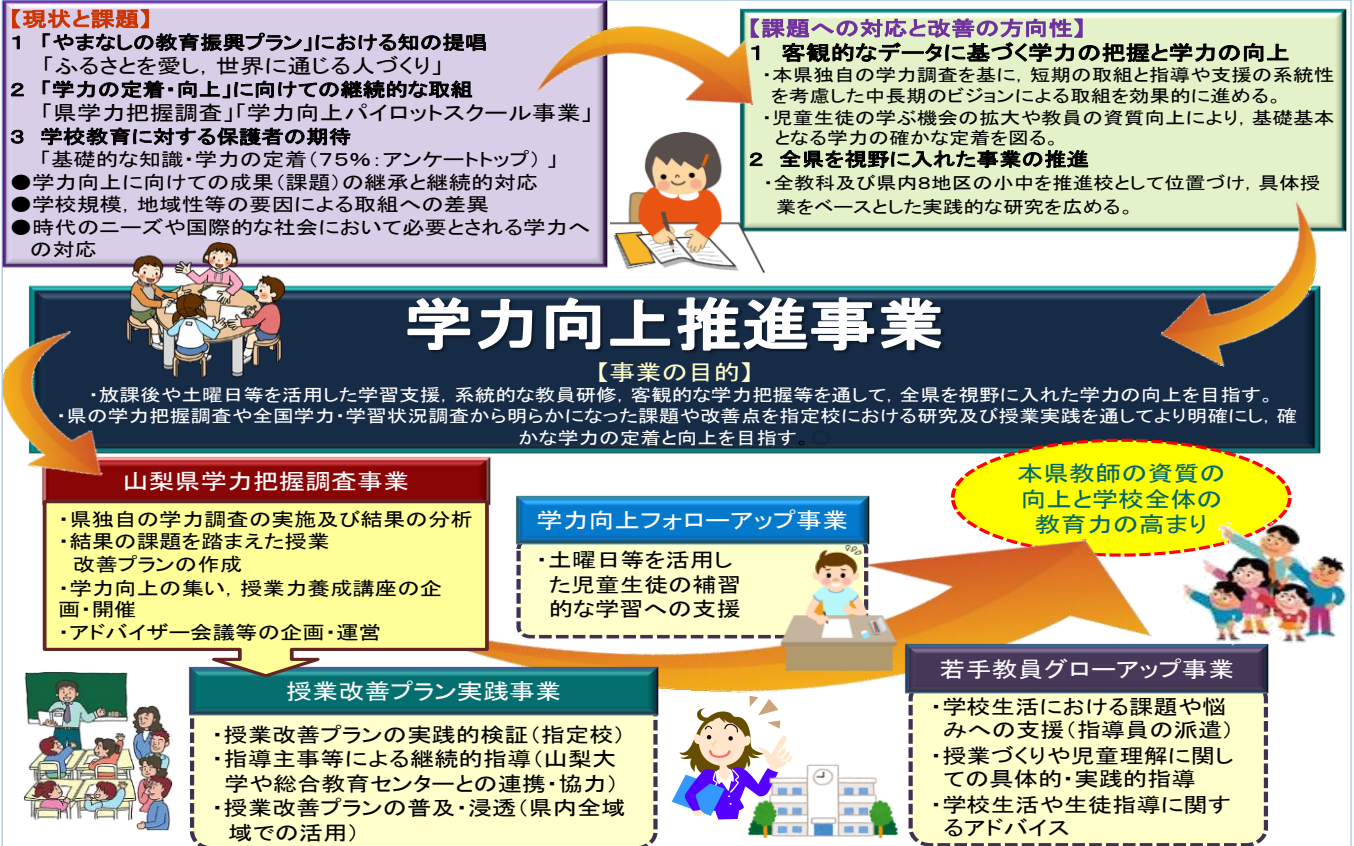 【現状と課題】
1 「やまなしの教育振興プラン」における知の提唱
「ふるさとを愛し，世界に通じる人づくり」
2 「学力の定着・向上」に向けての継続的な取組
「県学力把握調査」「学力向上パイロットスクール事業」
3 学校教育に対する保護者の期待
「基礎的な知識・学力の定着（75％：アンケートトップ）」
●学力向上に向けての成果（課題）の継承と継続的対応
●学校規模，地域性等の要因による取組への差異
●時代のニーズや国際的な社会において必要とされる学力へ
の対応
【課題への対応と改善の方向性】
1 客観的なデータに基づく学力の把握と学力の向上
・本県独自の学力調査を基に，短期の取組と指導や支援の系統性
を考慮した中長期のビジョンによる取組を効果的に進める。
・児童生徒の学ぶ機会の拡大や教員の資質向上により，基礎基本
となる学力の確かな定着を図る。
2 全県を視野に入れた事業の推進
・全教科及び県内8地区の小中を推進校として位置づけ，具体授
業をベースとした実践的な研究を広める。
学力向上推進事業
【事業の目的】
・放課後や土曜日等を活用した学習支援，系統的な教員研修，客観的な学力把握等を通して，全県を視野に入れた学力の向上を目指す。
・県の学力把握調査や全国学力・学習状況調査から明らかになった課題や改善点を指定校における研究及び授業実践を通してより明確にし，確
かな学力の定着と向上を目指す。
山梨県学力把握調査事業
・県独自の学力調査の実施及び結果の分析
・結果の課題を踏まえた授業
改善プランの作成
・学力向上の集い，授業力養成講座の企
画・開催
・アドバイザー会議等の企画・運営
学力向上フォローアップ事業
・土曜日等を活用し
た児童生徒の補習
的な学習への支援
本県教師の資質の
向上と学校全体の
教育力の高まり
授業改善プラン実践事業
・授業改善プランの実践的検証（指定校）
・指導主事等による継続的指導（山梨大
学や総合教育センターとの連携・協力）
・授業改善プランの普及・浸透（県内全域
域での活用）
若手教員グローアップ事業
・学校生活における課題や悩
みへの支援（指導員の派遣）
・授業づくりや児童理解に関し
ての具体的・実践的指導
・学校生活や生徒指導に関す
るアドバイス